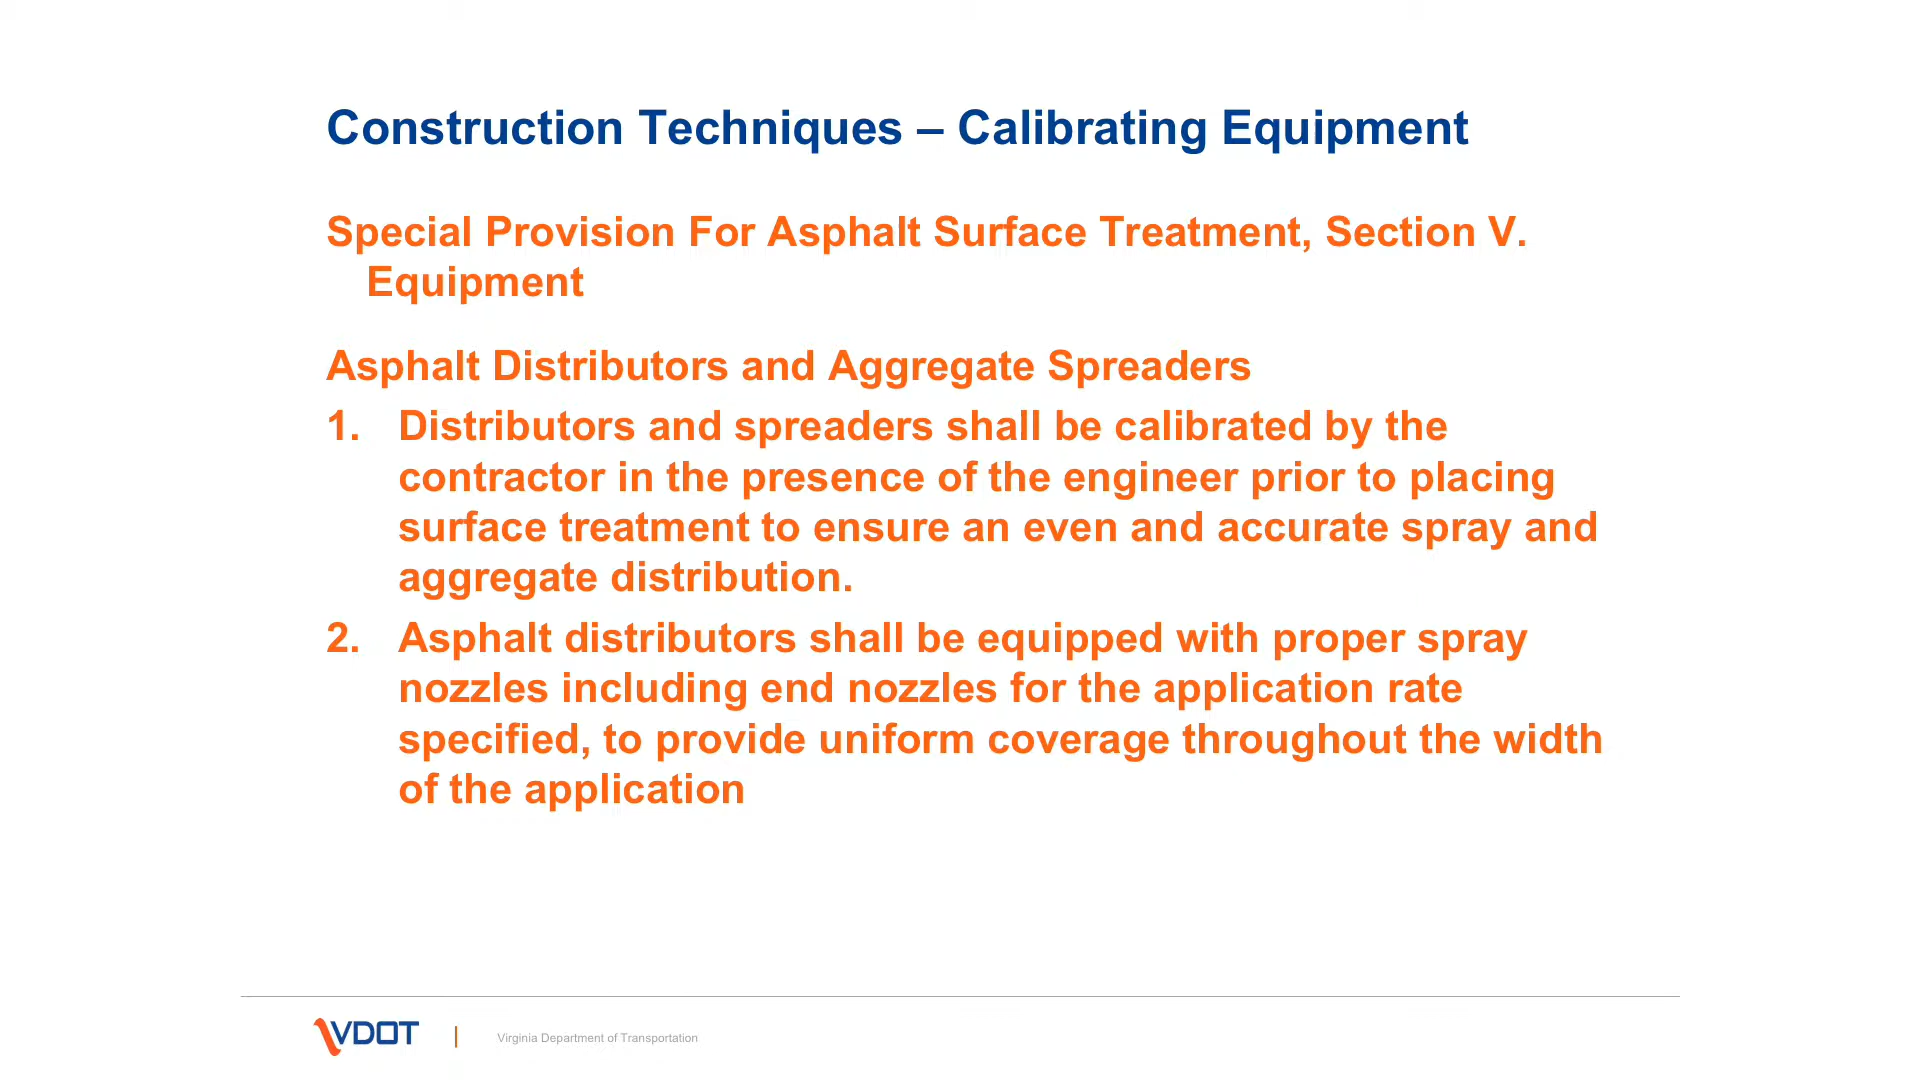 Construction Techniques – Calibrating Equipment
Special Provision For Asphalt Surface Treatment, Section V.
Equipment
Asphalt Distributors and Aggregate Spreaders
1. Distributors and spreaders shall be calibrated by the
contractor in the presence of the engineer prior to placing
surface treatment to ensure an even and accurate spray and
aggregate distribution.
2. Asphalt distributors shall be equipped with proper spray
nozzles including end nozzles for the application rate
specified, to provide uniform coverage throughout the width
of the application
VDOT | Virginia Department of Transportation